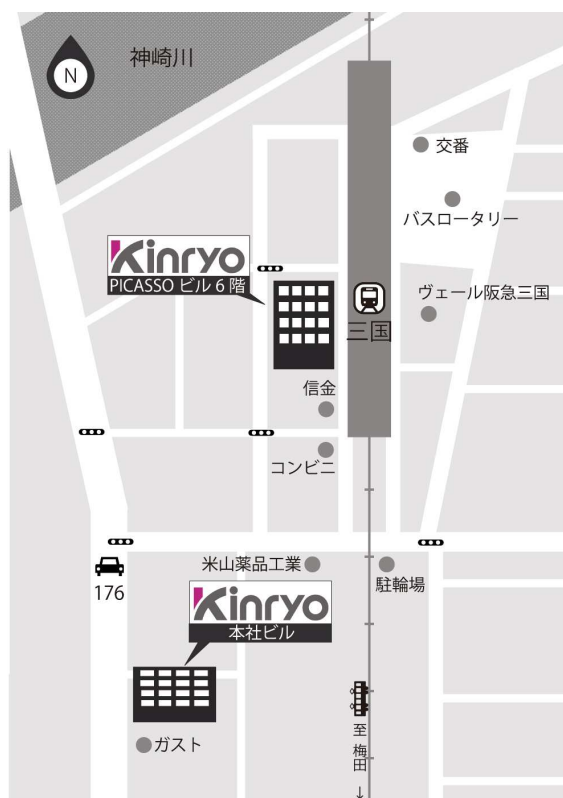 N
神崎川
交番
バスロータリー
Kinryo
PICASSO ビル 6 階
ヴェール阪急三国
三国
信金
コンビニ
米山薬品工業
駐輪場
176
Kinryo
本社ビル
ガスト
至梅田↓